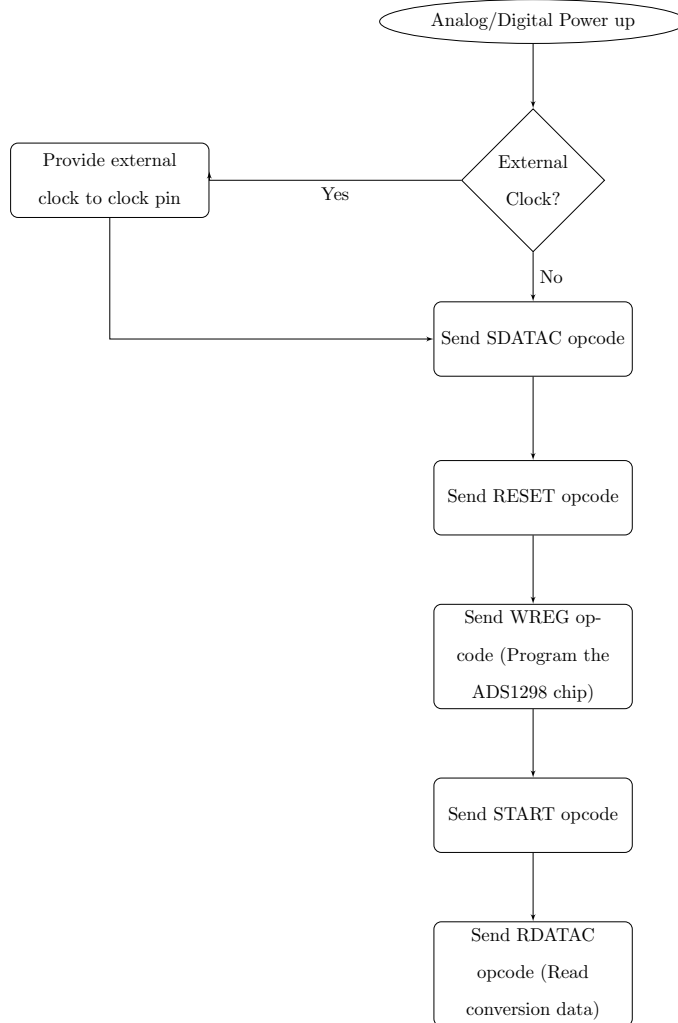 Analog/Digital Power up
External
Clock?
Provide external
clock to clock pin
Yes
No
Send SDATAC opcode
Send RESET opcode
Send WREG op-
code (Program the
ADS1298 chip)
Send START opcode
Send RDATAC
opcode (Read
conversion data)